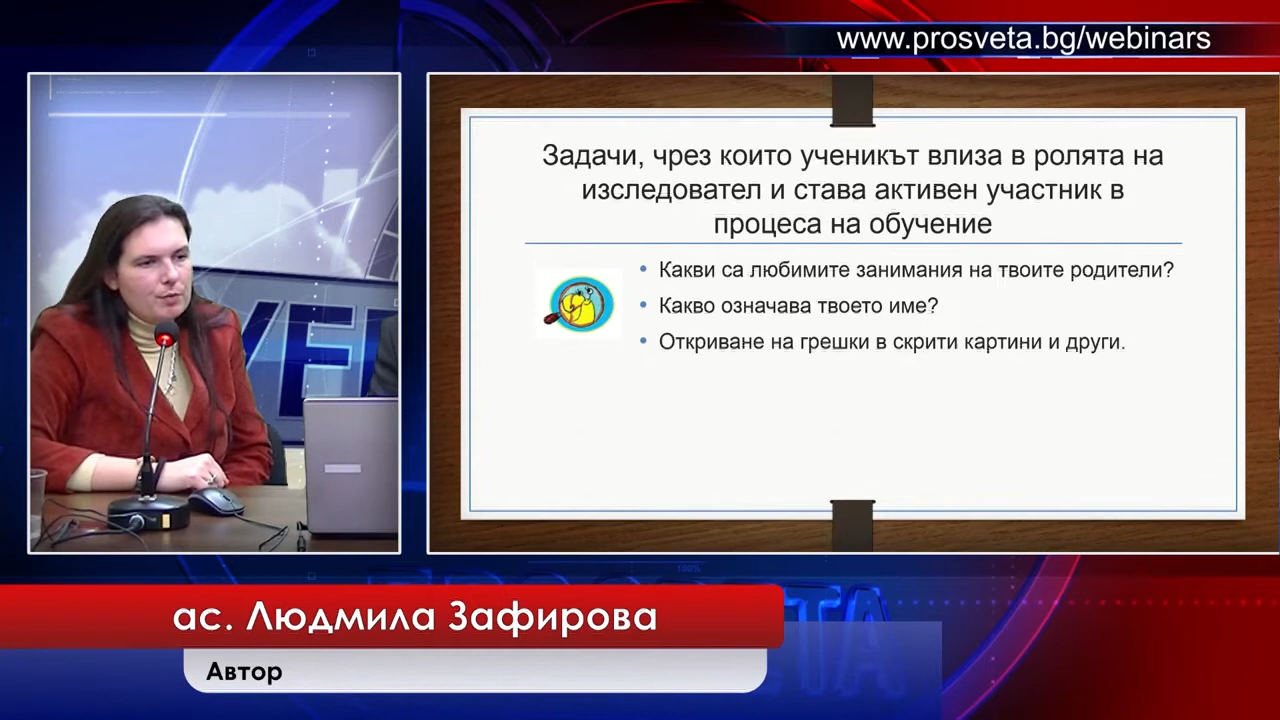 www.prosveta.bg/webinars
Задачи, чрез които ученикът влиза в ролята на
изследовател и става активен участник в
процеса на обучение
• Какви са любимите занимания на твоите родители?
• Какво означава твоето име?
• Откриване на грешки в скрити картини и други.
ас. Людмила Зафирова
Автор